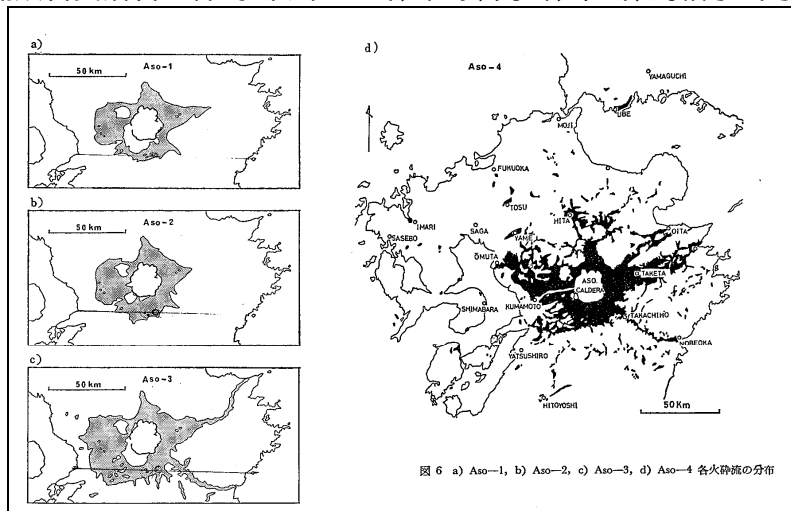 a)
Aso-1
50 km
b)
Aso-2
50 km
c)
Aso-3
50 km
d)
Aso-4
YAMAGUCHI
UBE
MOJI
FUKUOKA
TOSU
IMARI
SASEBO
SAGA
YAME
HITA
OITA
ŌMUTA
ASO
CALDERA
TAKETA
SHIMABARA
KUMAMOTO
TAKACHIHO
NOBEOKA
YATSUSHIRO
HITOYOSHI
50 Km
図 6 a) Aso—1, b) Aso—2, c) Aso—3, d) Aso—4 各火砕流の分布